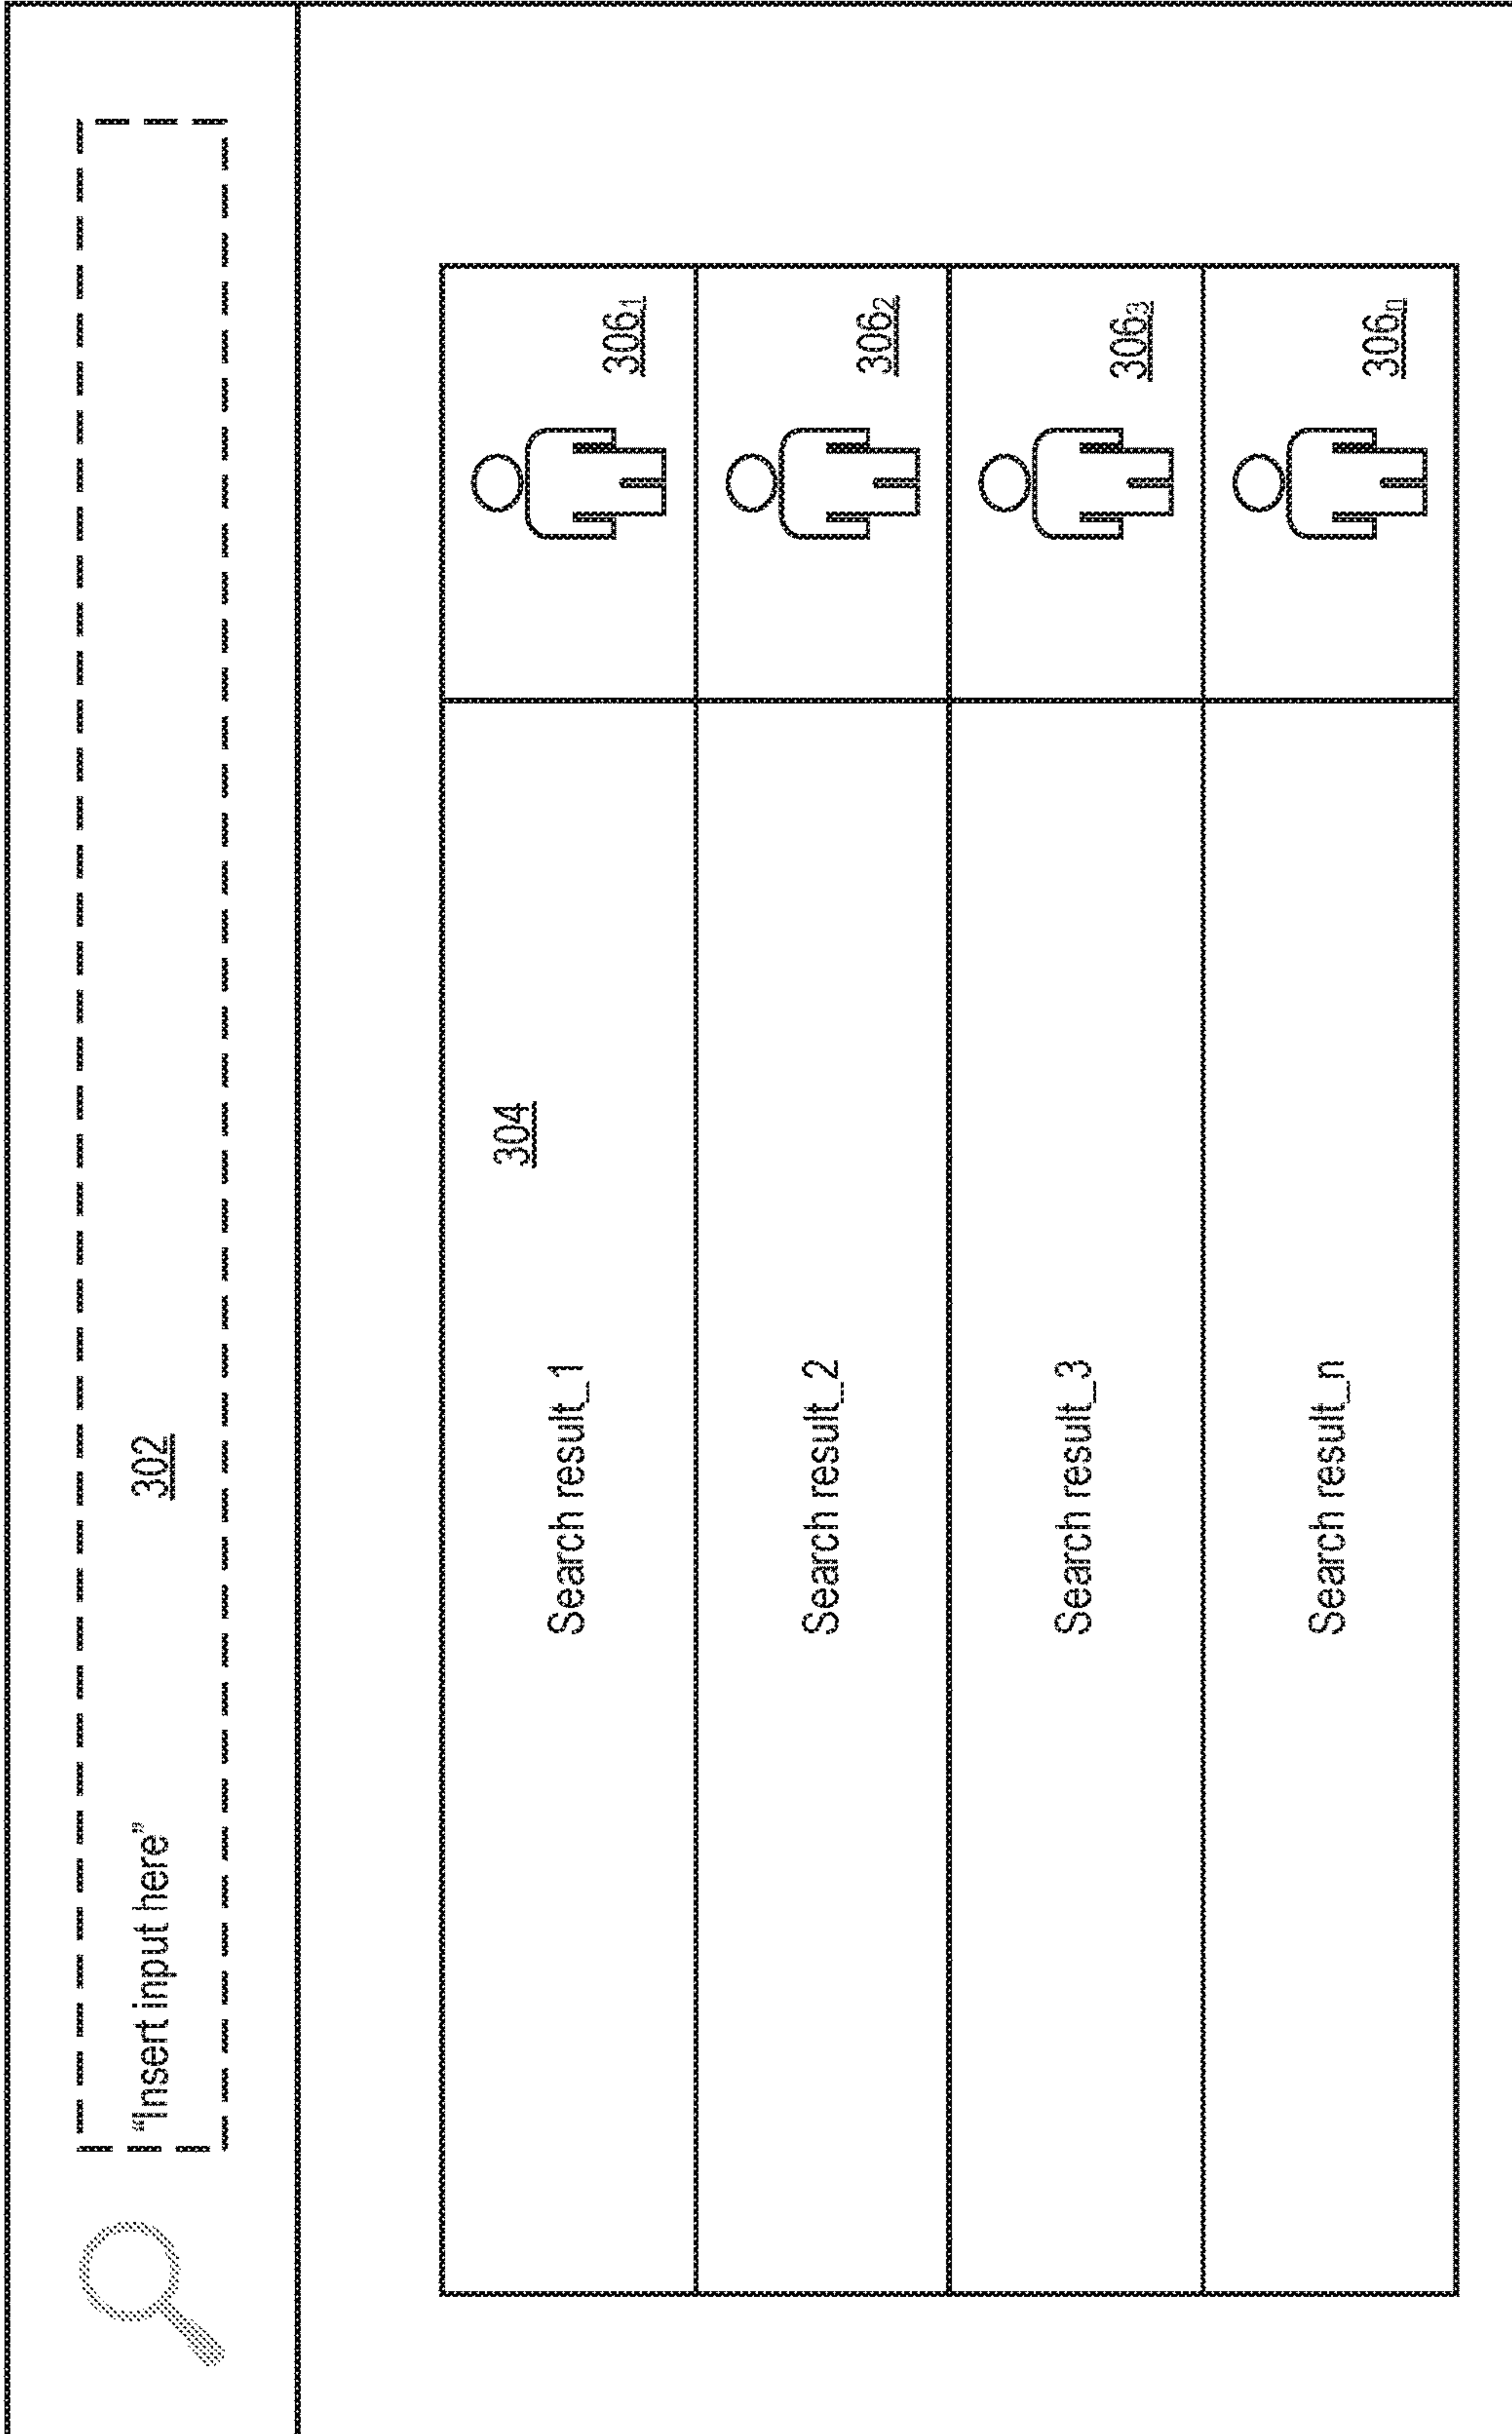 “Insert input here” 302
304
Search result_1 306₁
Search result_2 306₂
Search result_3 306₃
Search result_n 306ₙ